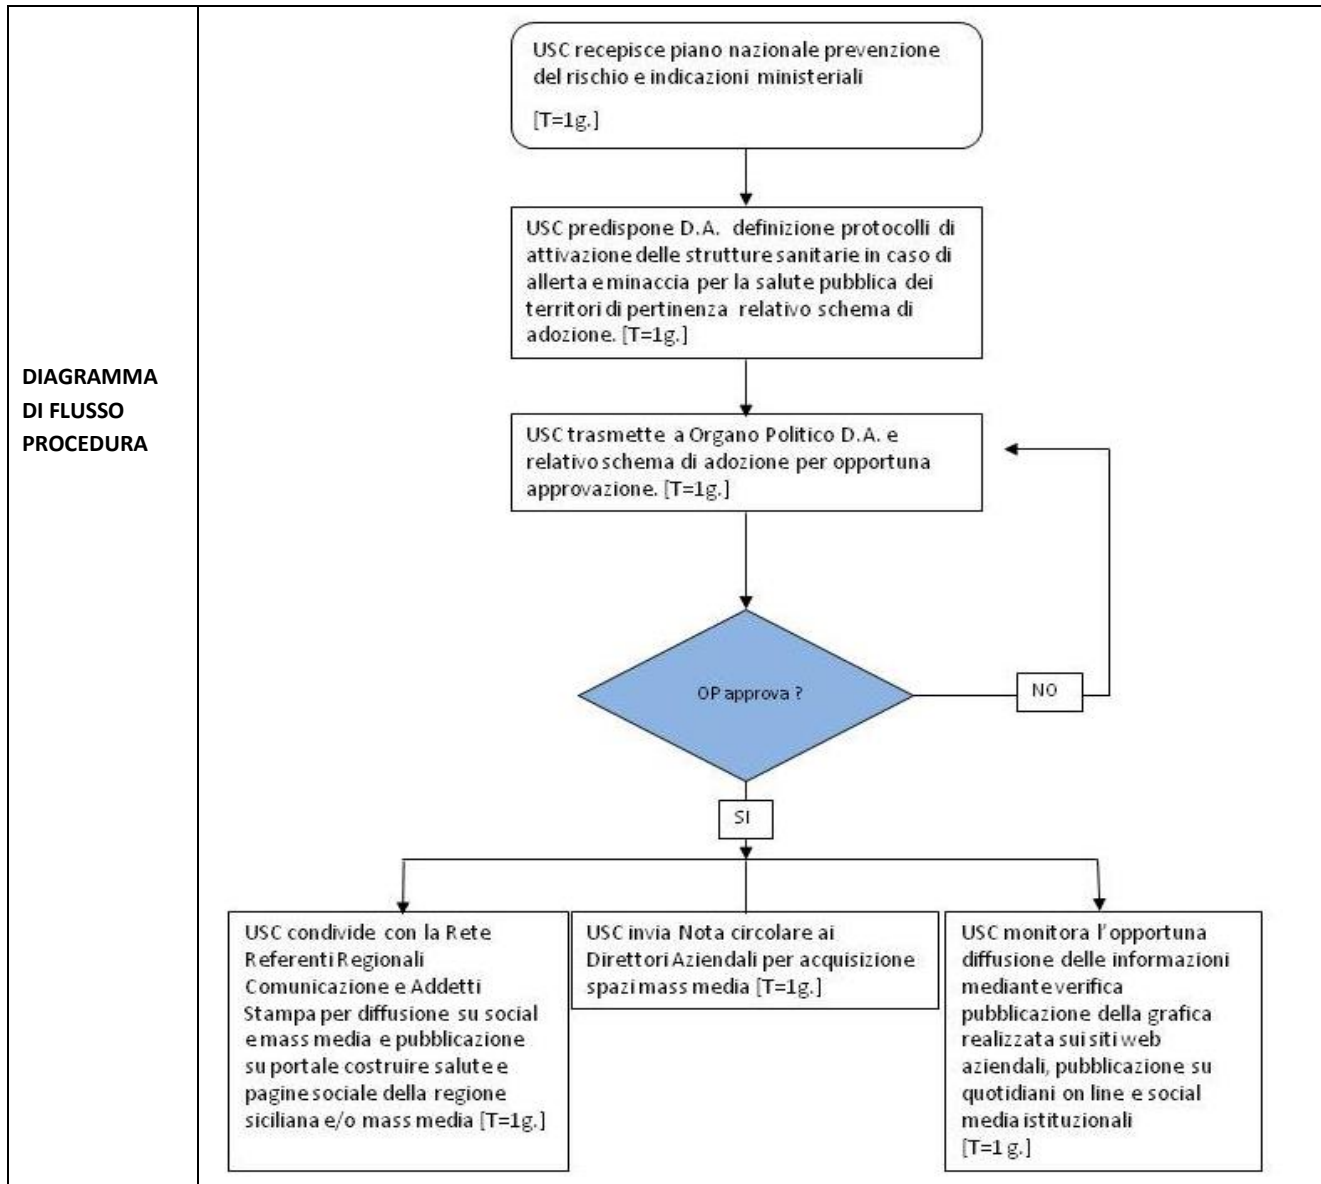 DIAGRAMMA
DI FLUSSO
PROCEDURA
USC recepisce piano nazionale prevenzione
del rischio e indicazioni ministeriali
[T=1g.]
USC predispone D.A. definizione protocolli di
attivazione delle strutture sanitarie in caso di
allerta e minaccia per la salute pubblica dei
territori di pertinenza relativo schema di
adozione. [T=1g.]
USC trasmette a Organo Politico D.A. e
relativo schema di adozione per opportuna
approvazione. [T=1g.]
OP approva ?
NO
SI
USC condivide con la Rete
Referenti Regionali
Comunicazione e Addetti
Stampa per diffusione su social
e mass media e pubblicazione
su portale costruire salute e
pagine sociale della regione
siciliana e/o mass media [T=1g.]
USC invia Nota circolare ai
Direttori Aziendali per acquisizione
spazi mass media [T=1g.]
USC monitora l'opportuna
diffusione delle informazioni
mediante verifica
pubblicazione della grafica
realizzata sui siti web
aziendali, pubblicazione su
quotidiani on line e social
media istituzionali
[T=1 g.]